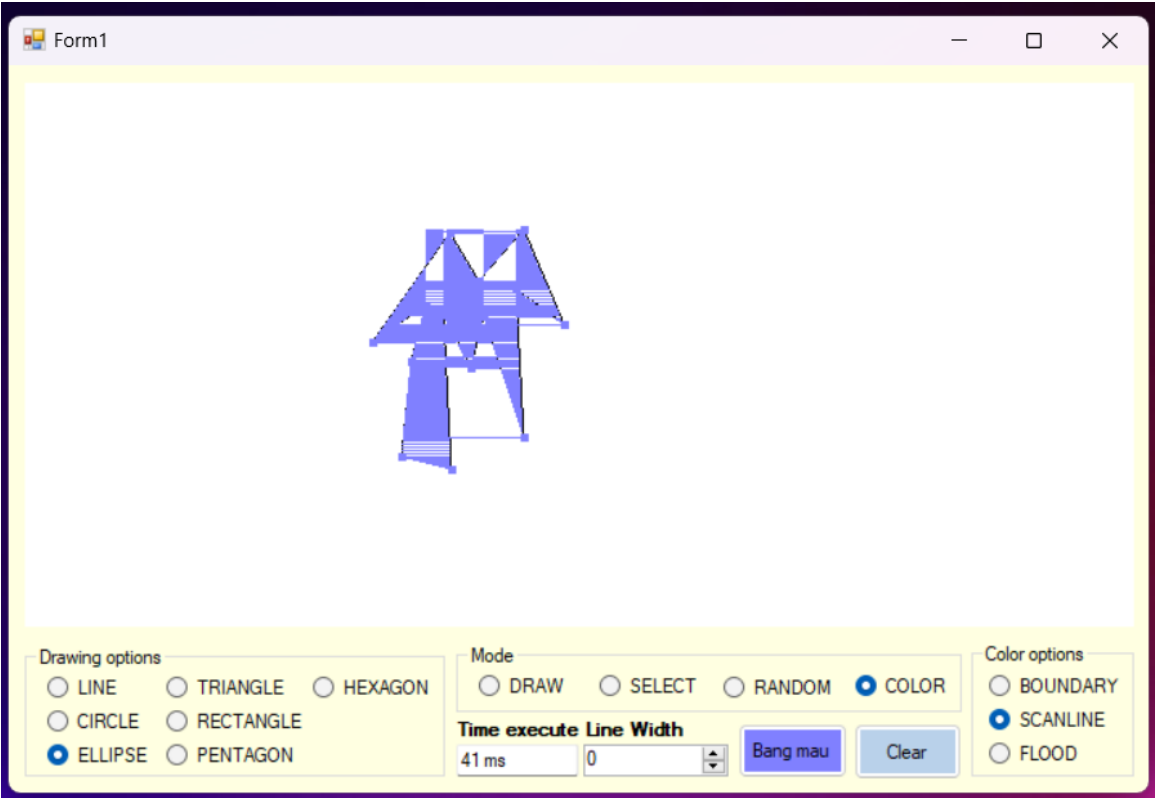 Form1
Drawing options
LINE TRIANGLE HEXAGON
CIRCLE RECTANGLE
ELLIPSE PENTAGON
Mode
DRAW SELECT RANDOM COLOR
Time execute Line Width
41 ms 0 Bang mau Clear
Color options
BOUNDARY
SCANLINE
FLOOD